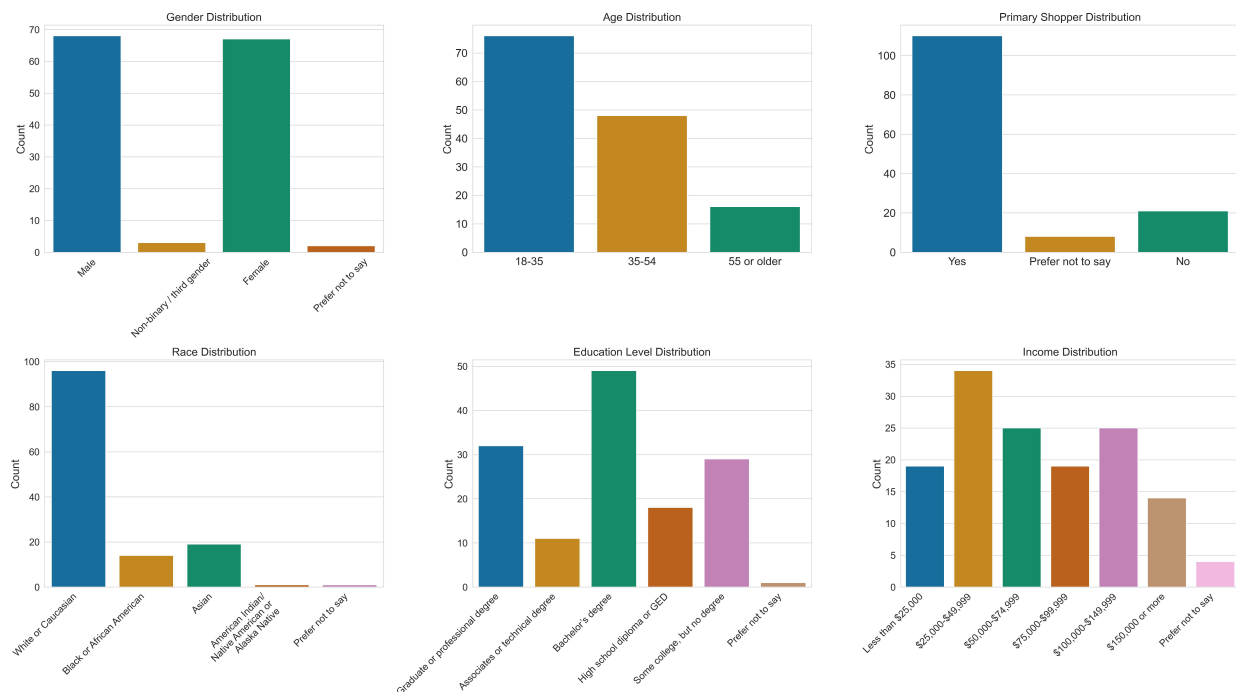 Gender Distribution
70
60
50
40
30
20
10
0
Count
Male
Non-binary / third gender
Female
Prefer not to say
Age Distribution
70
60
50
40
30
20
10
0
Count
18-35
35-54
55 or older
Primary Shopper Distribution
100
80
60
40
20
0
Count
Yes
Prefer not to say
No
Race Distribution
100
80
60
40
20
0
Count
White or Caucasian
Black or African American
Asian
American Indian/
Native American or
Alaska Native
Prefer not to say
Education Level Distribution
50
40
30
20
10
0
Count
Graduate or professional degree
Associates or technical degree
Bachelor's degree
High school diploma or GED
Some college, but no degree
Prefer not to say
Income Distribution
35
30
25
20
15
10
5
0
Count
Less than $25,000
$25,000-$49,999
$50,000-$74,999
$75,000-$99,999
$100,000-$149,999
$150,000 or more
Prefer not to say